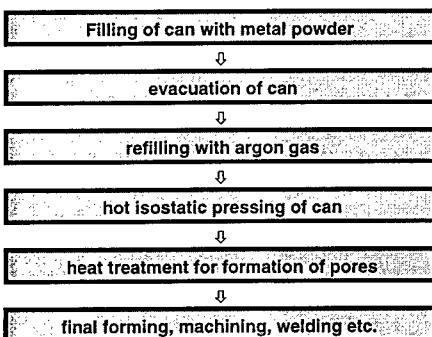 Filling of can with metal powder
⇩
evacuation of can
⇩
refilling with argon gas
⇩
hot isostatic pressing of can
⇩
heat treatment for formation of pores
⇩
final forming, machining, welding etc.